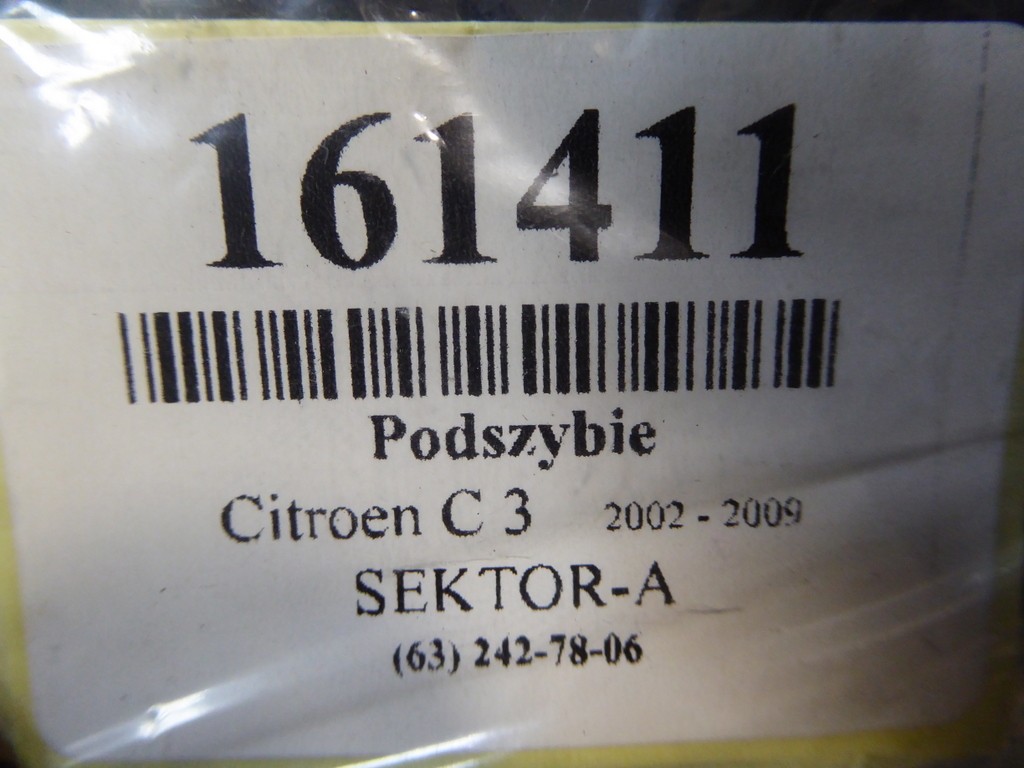 161411
Podszybie
Citroen C 3 2002 - 2009
SEKTOR-A
(63) 242-78-06